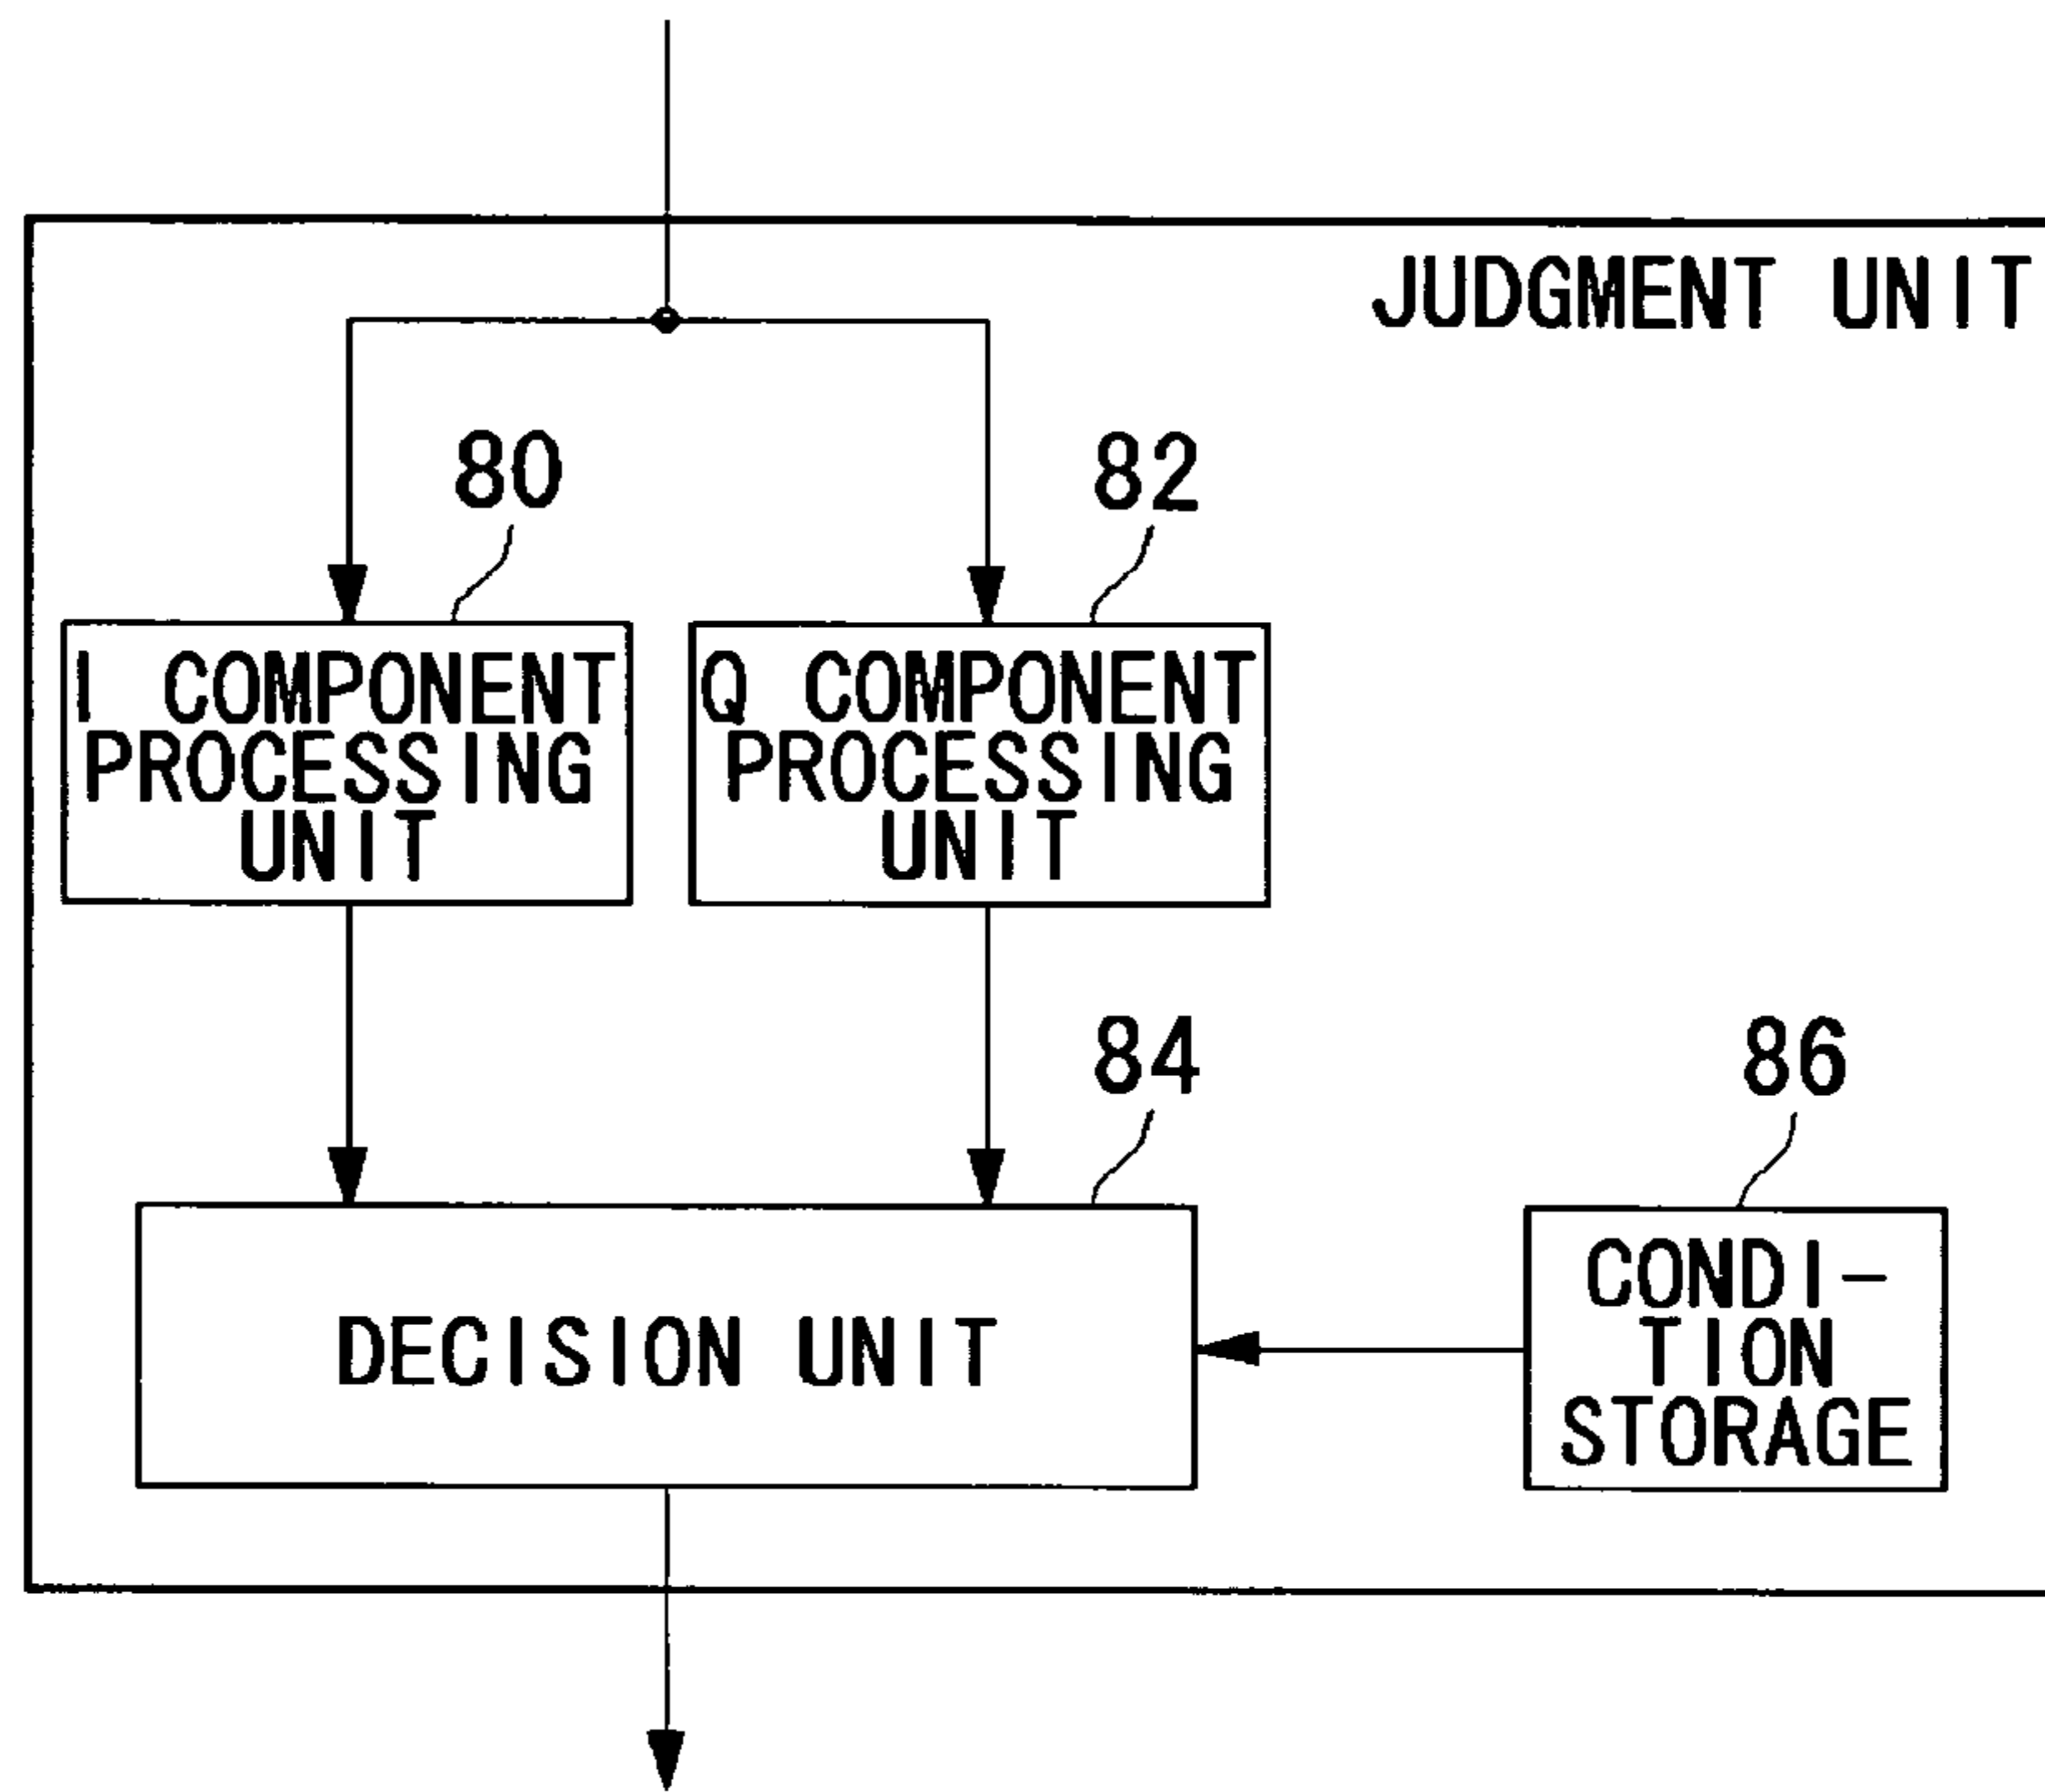 JUDGMENT UNIT
80
82
I COMPONENT
PROCESSING
UNIT
Q COMPONENT
PROCESSING
UNIT
84
86
DECISION UNIT
CONDI-
TION
STORAGE